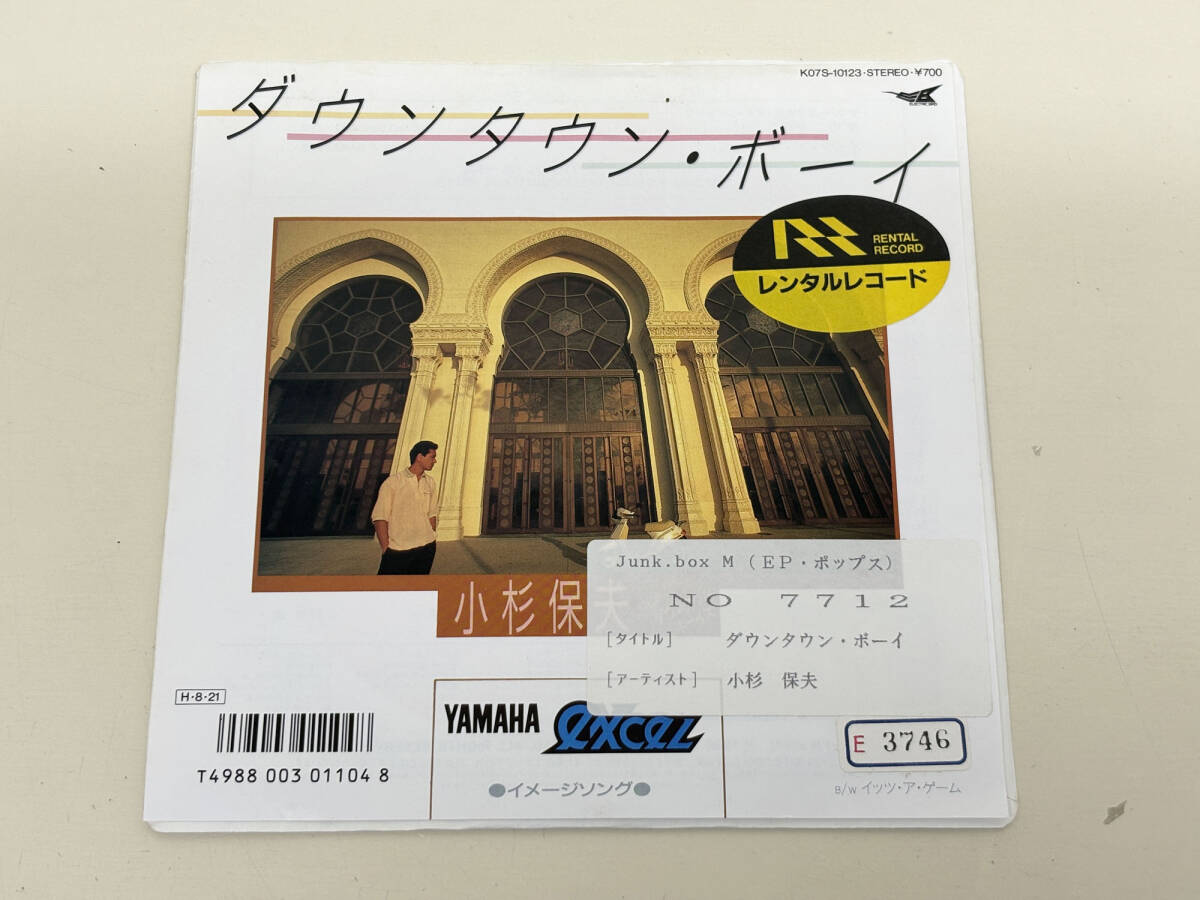 K07S-10123・STEREO・¥700
ELECTRIC BIRD
ダウンタウン・ボーイ
RENTAL
RECORD
レンタルレコード
小杉保夫
Junk.box M (EP・ポップス)
NO 7712
[タイトル] ダウンタウン・ボーイ
[アーティスト] 小杉 保夫
H・8・21
YAMAHA excel
E 3746
T4988 003 01104 8
●イメージソング●
B/W イッツ・ア・ゲーム